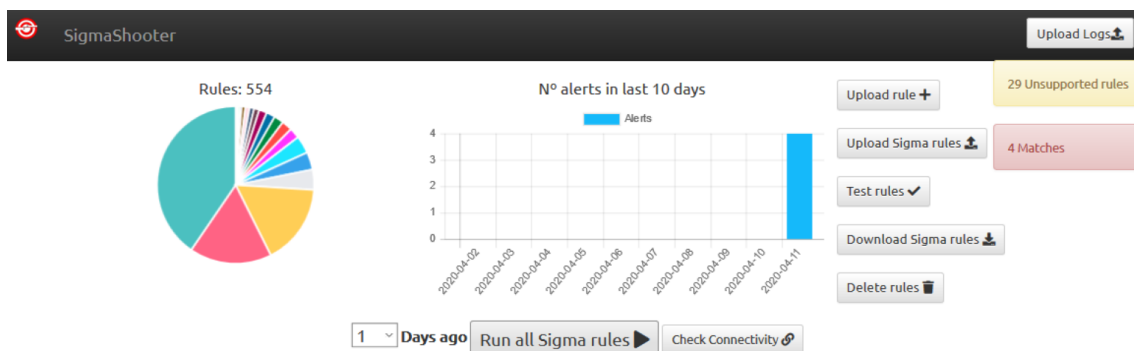 SigmaShooter
Upload Logs
Rules: 554
Nº alerts in last 10 days
Alerts
4
3
2
1
0
2020-04-02
2020-04-03
2020-04-04
2020-04-05
2020-04-06
2020-04-07
2020-04-08
2020-04-09
2020-04-10
2020-04-11
Upload rule
Upload Sigma rules
Test rules
Download Sigma rules
Delete rules
29 Unsupported rules
4 Matches
1 Days ago Run all Sigma rules Check Connectivity